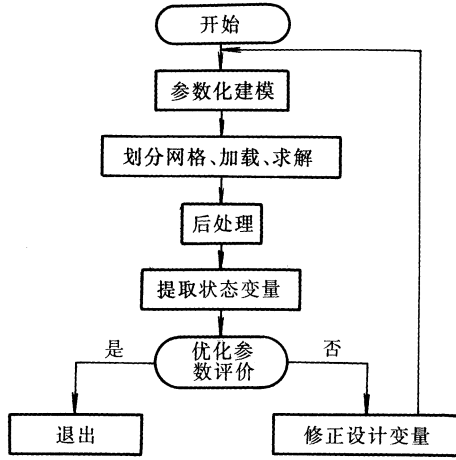 开始
参数化建模
划分网格、加载、求解
后处理
提取状态变量
是
优化参
数评价
否
退出
修正设计变量